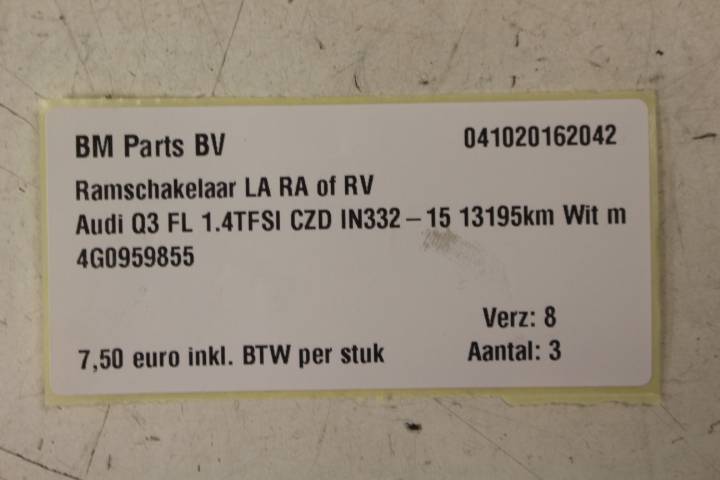 BM Parts BV 041020162042
Ramschakelaar LA RA of RV
Audi Q3 FL 1.4TFSI CZD IN332-15 13195km Wit m
4G0959855
Verz: 8
7,50 euro inkl. BTW per stuk Aantal: 3